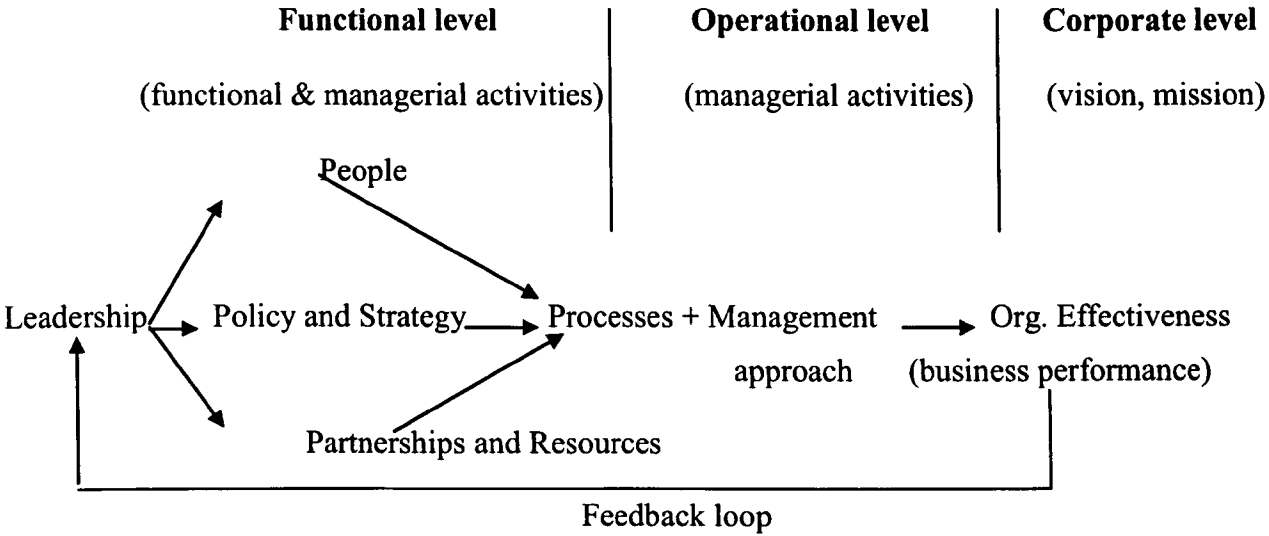 Functional level
Operational level
Corporate level
(functional & managerial activities)
(managerial activities)
(vision, mission)
People
Leadership
Policy and Strategy
Processes + Management
approach
Org. Effectiveness
(business performance)
Partnerships and Resources
Feedback loop